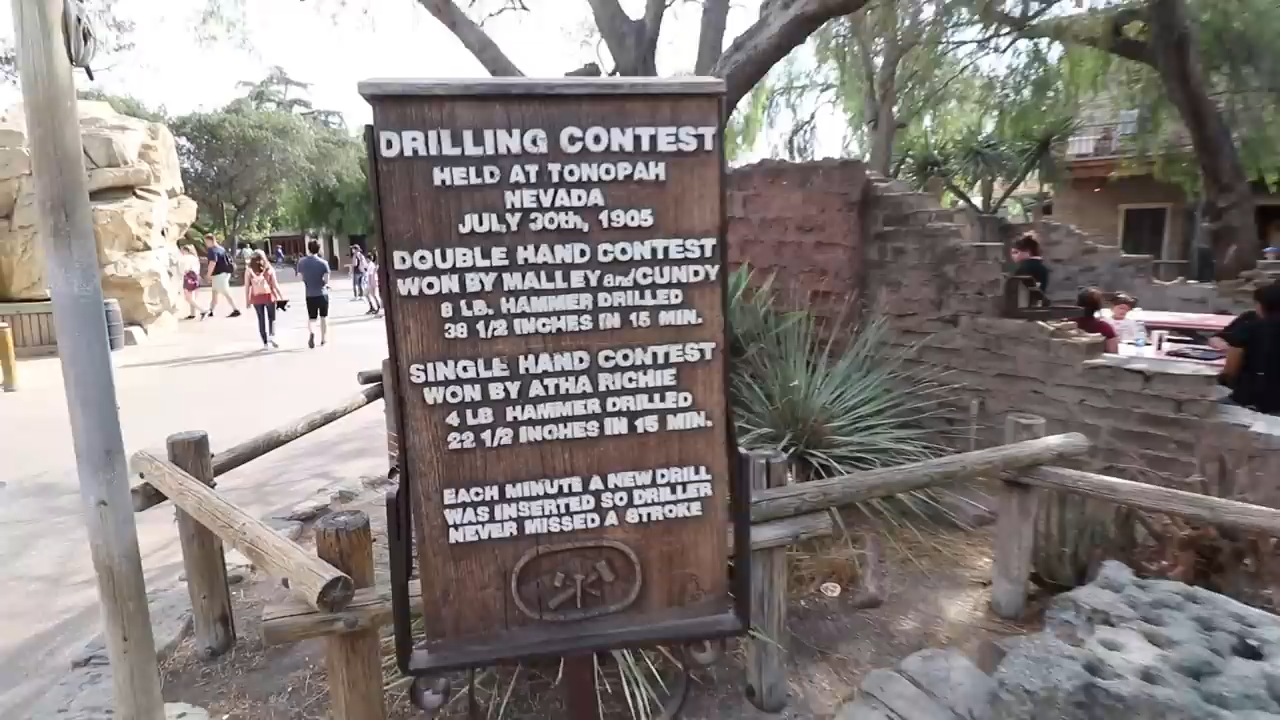 DRILLING CONTEST
HELD AT TONOPAH
NEVADA
JULY 30th, 1905
DOUBLE HAND CONTEST
WON BY MALLEY and CUNDY
8 LB. HAMMER DRILLED
38 1/2 INCHES IN 15 MIN.
SINGLE HAND CONTEST
WON BY ATHA RICHIE
4 LB HAMMER DRILLED
22 1/2 INCHES IN 15 MIN.
EACH MINUTE A NEW DRILL
WAS INSERTED SO DRILLER
NEVER MISSED A STROKE